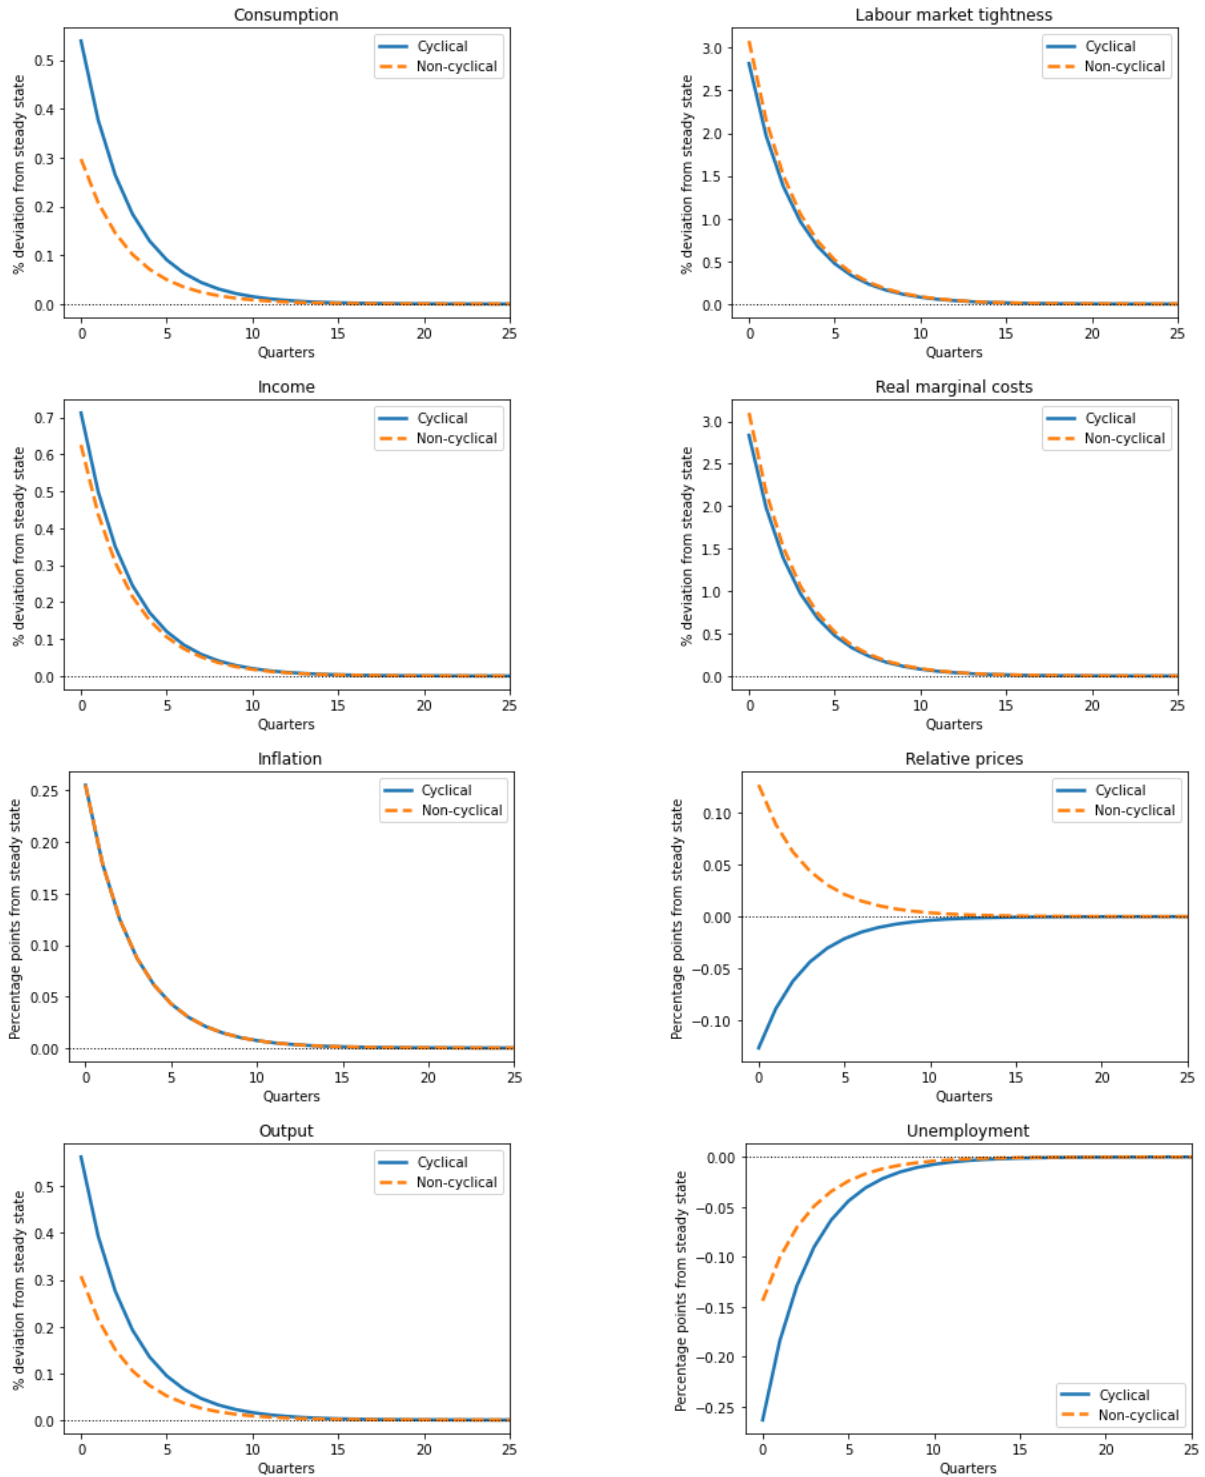 Consumption
% deviation from steady state
0.5
0.4
0.3
0.2
0.1
0.0
Cyclical
Non-cyclical
0 5 10 15 20 25
Quarters
Labour market tightness
% deviation from steady state
3.0
2.5
2.0
1.5
1.0
0.5
0.0
Cyclical
Non-cyclical
0 5 10 15 20 25
Quarters
Income
% deviation from steady state
0.7
0.6
0.5
0.4
0.3
0.2
0.1
0.0
Cyclical
Non-cyclical
0 5 10 15 20 25
Quarters
Real marginal costs
% deviation from steady state
3.0
2.5
2.0
1.5
1.0
0.5
0.0
Cyclical
Non-cyclical
0 5 10 15 20 25
Quarters
Inflation
Percentage points from steady state
0.25
0.20
0.15
0.10
0.05
0.00
Cyclical
Non-cyclical
0 5 10 15 20 25
Quarters
Relative prices
Percentage points from steady state
0.10
0.05
0.00
−0.05
−0.10
Cyclical
Non-cyclical
0 5 10 15 20 25
Quarters
Output
% deviation from steady state
0.5
0.4
0.3
0.2
0.1
0.0
Cyclical
Non-cyclical
0 5 10 15 20 25
Quarters
Unemployment
Percentage points from steady state
0.00
−0.05
−0.10
−0.15
−0.20
−0.25
Cyclical
Non-cyclical
0 5 10 15 20 25
Quarters